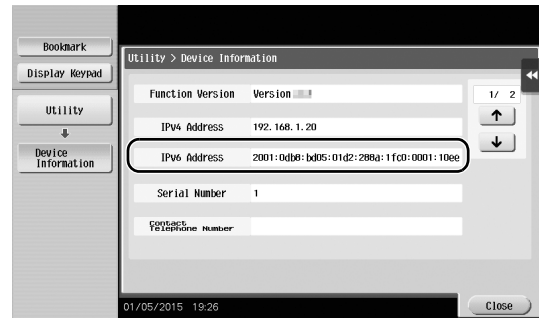 Bookmark
Display Keypad
Utility
Device
Information
Utility > Device Information
Function Version Version
IPv4 Address 192.168.1.20
IPv6 Address 2001:0db8:bd05:01d2:288a:1fc0:0001:10ee
Serial Number 1
Contact
Telephone Number
1/ 2
01/05/2015 19:26
Close